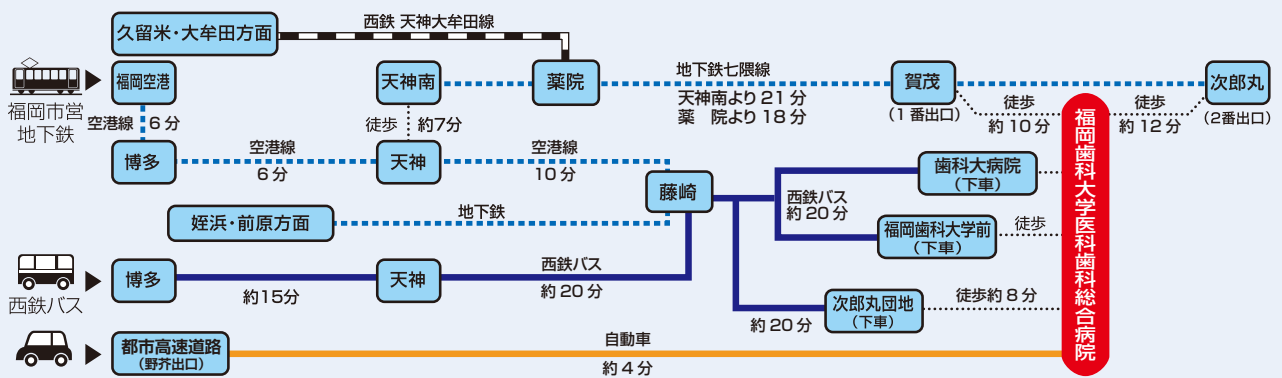 久留米・大牟田方面
西鉄 天神大牟田線
福岡市営
地下鉄
福岡空港
天神南
薬院
地下鉄七隈線
天神南より 21 分
薬 院より 18 分
賀茂
(1 番出口)
次郎丸
(2番出口)
空港線
6 分
徒歩
約7分
徒歩
約 10 分
徒歩
約 12 分
博多
空港線
6 分
天神
空港線
10 分
藤崎
姪浜・前原方面
地下鉄
西鉄バス
約 20 分
歯科大病院
(下車)
福岡歯科大学前
(下車)
徒歩
福岡歯科大学医科歯科総合病院
西鉄バス
博多
約15分
天神
西鉄バス
約 20 分
約 20 分
次郎丸団地
(下車)
徒歩約 8 分
都市高速道路
(野芥出口)
自動車
約 4 分